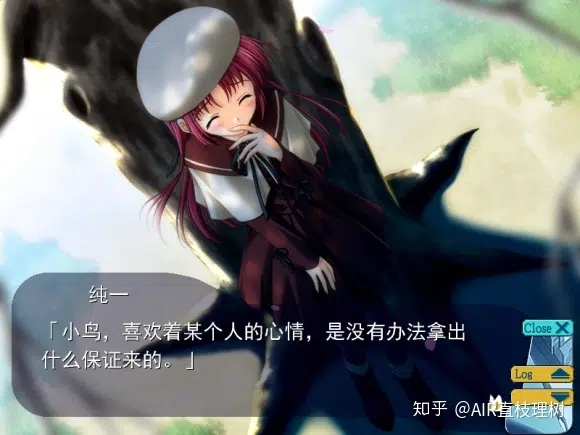 纯一
「小鸟，喜欢着某个人的心情，是没有办法拿出
什么保证来的。」
Close
Log
知乎 @AIR直枝理树